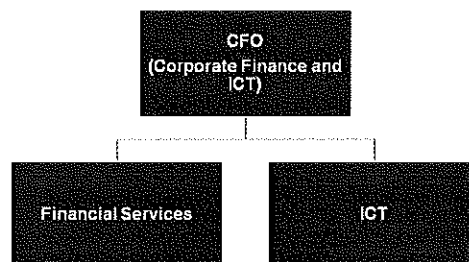 CFO
(Corporate Finance and
ICT)
Financial Services
ICT